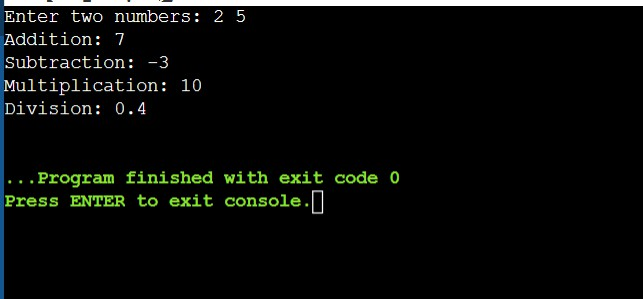 Enter two numbers: 2 5
Addition: 7
Subtraction: -3
Multiplication: 10
Division: 0.4
...Program finished with exit code 0
Press ENTER to exit console.